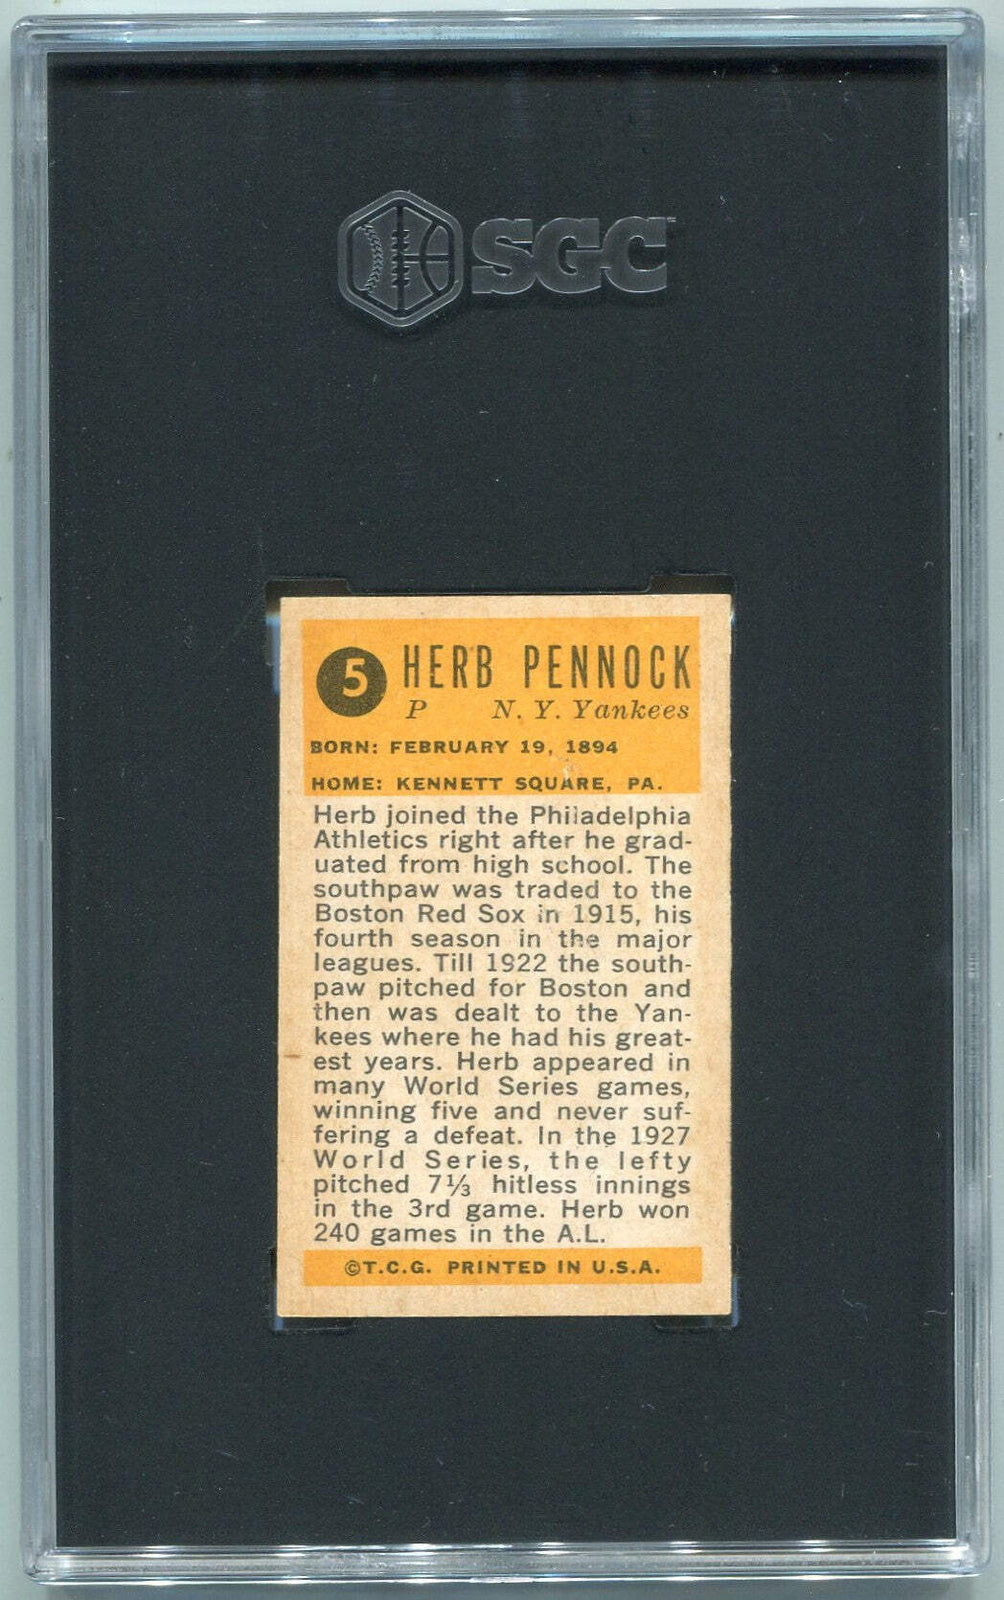 SGC
5
HERB PENNOCK
P N. Y. Yankees
BORN: FEBRUARY 19, 1894
HOME: KENNETT SQUARE, PA.
Herb joined the Philadelphia
Athletics right after he grad-
uated from high school. The
southpaw was traded to the
Boston Red Sox in 1915, his
fourth season in the major
leagues. Till 1922 the south-
paw pitched for Boston and
then was dealt to the Yan-
kees where he had his great-
est years. Herb appeared in
many World Series games,
winning five and never suf-
fering a defeat. In the 1927
World Series, the lefty
pitched 7⅓ hitless innings
in the 3rd game. Herb won
240 games in the A.L.
©T.C.G. PRINTED IN U.S.A.